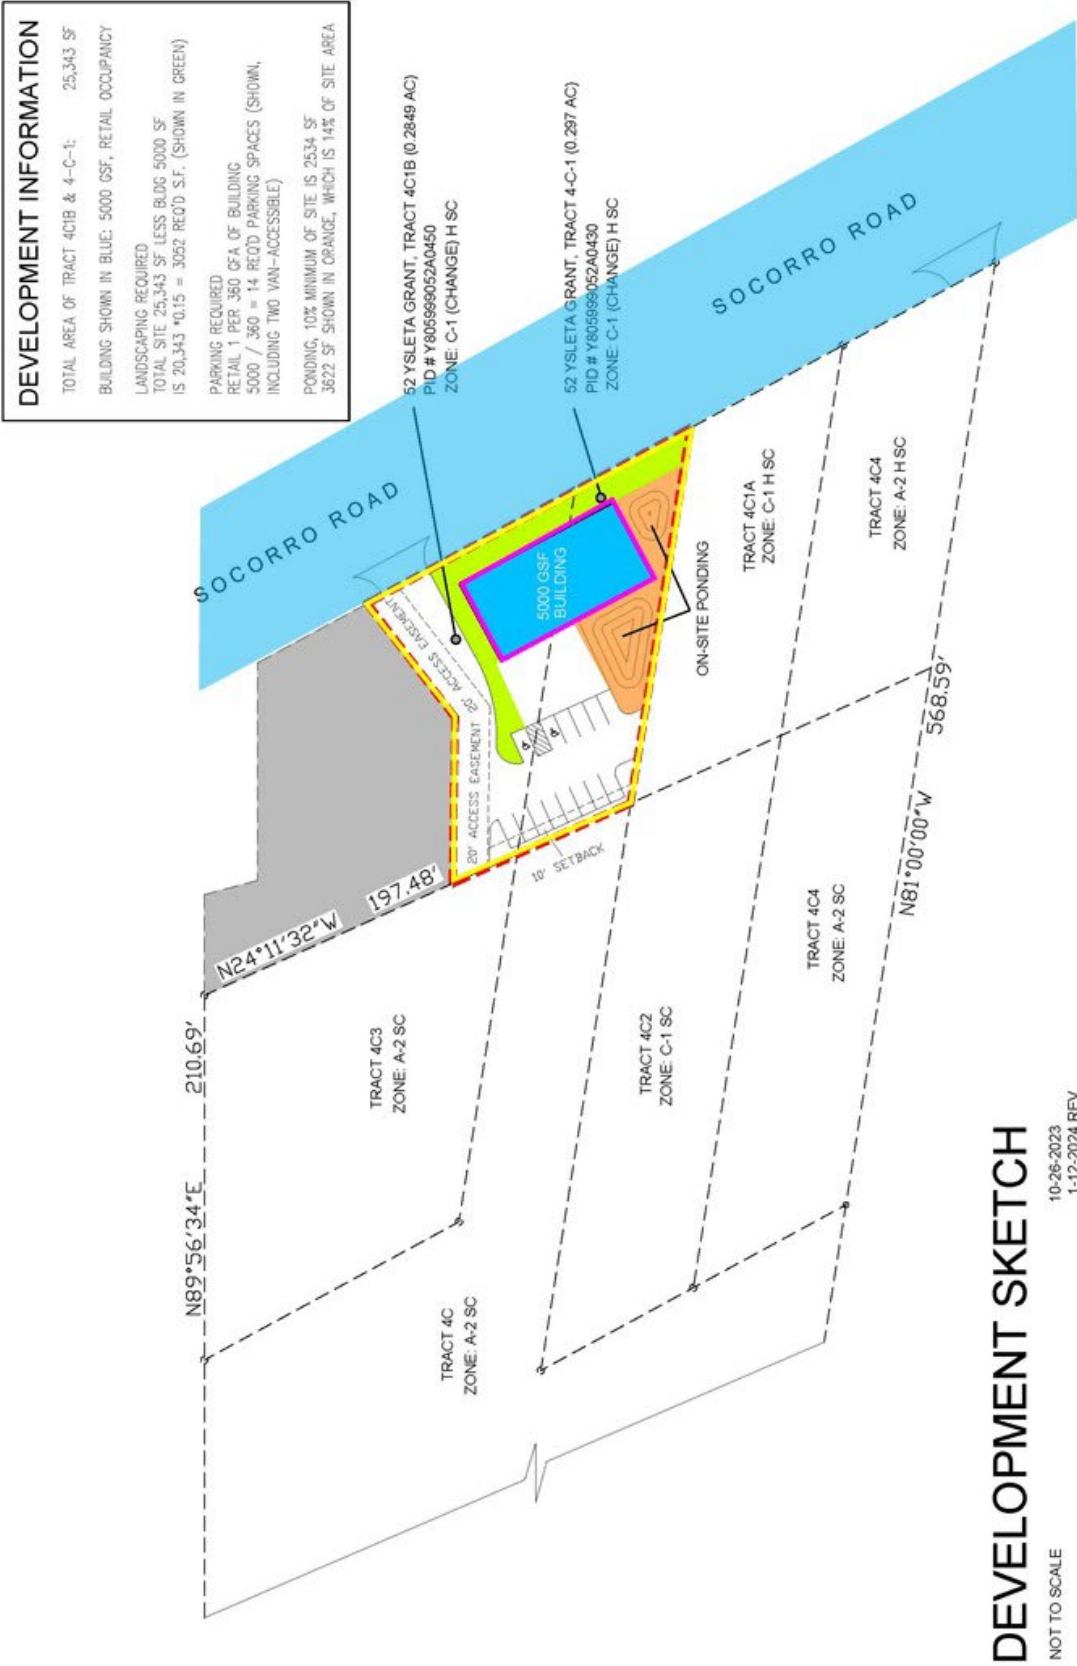 DEVELOPMENT INFORMATION
TOTAL AREA OF TRACT 4C1B & 4-C-1: 25,343 SF
BUILDING SHOWN IN BLUE: 5000 GSF, RETAIL OCCUPANCY
LANDSCAPING REQUIRED
TOTAL SITE 25,343 SF LESS BLDG 5000 SF
IS 20,343 *0.15 = 3052 REQ'D S.F. (SHOWN IN GREEN)
PARKING REQUIRED
RETAIL 1 PER 360 GFA OF BUILDING
5000 / 360 = 14 REQ'D PARKING SPACES (SHOWN,
INCLUDING TWO VAN-ACCESSIBLE)
PONDING, 10% MINIMUM OF SITE IS 2534 SF
3622 SF SHOWN IN ORANGE, WHICH IS 14% OF SITE AREA
52 YSLETA GRANT, TRACT 4C1B (0.2849 AC)
PID # Y805999052A0450
ZONE: C-1 (CHANGE) H SC
52 YSLETA GRANT, TRACT 4-C-1 (0.297 AC)
PID # Y805999052A0430
ZONE: C-1 (CHANGE) H SC
SOCORRO ROAD
SOCORRO ROAD
20' ACCESS EASEMENT
20' ACCESS EASEMENT
5000 GSF
BUILDING
ON-SITE PONDING
10' SETBACK
TRACT 4C1A
ZONE: C-1 H SC
TRACT 4C4
ZONE: A-2 H SC
N89°56'34"E 210.69'
N24°11'32"W 197.48'
N81°00'00"W 568.59'
TRACT 4C3
ZONE: A-2 SC
TRACT 4C2
ZONE: C-1 SC
TRACT 4C4
ZONE: A-2 SC
TRACT 4C
ZONE: A-2 SC
DEVELOPMENT SKETCH
NOT TO SCALE
10-26-2023
1-12-2024 REV